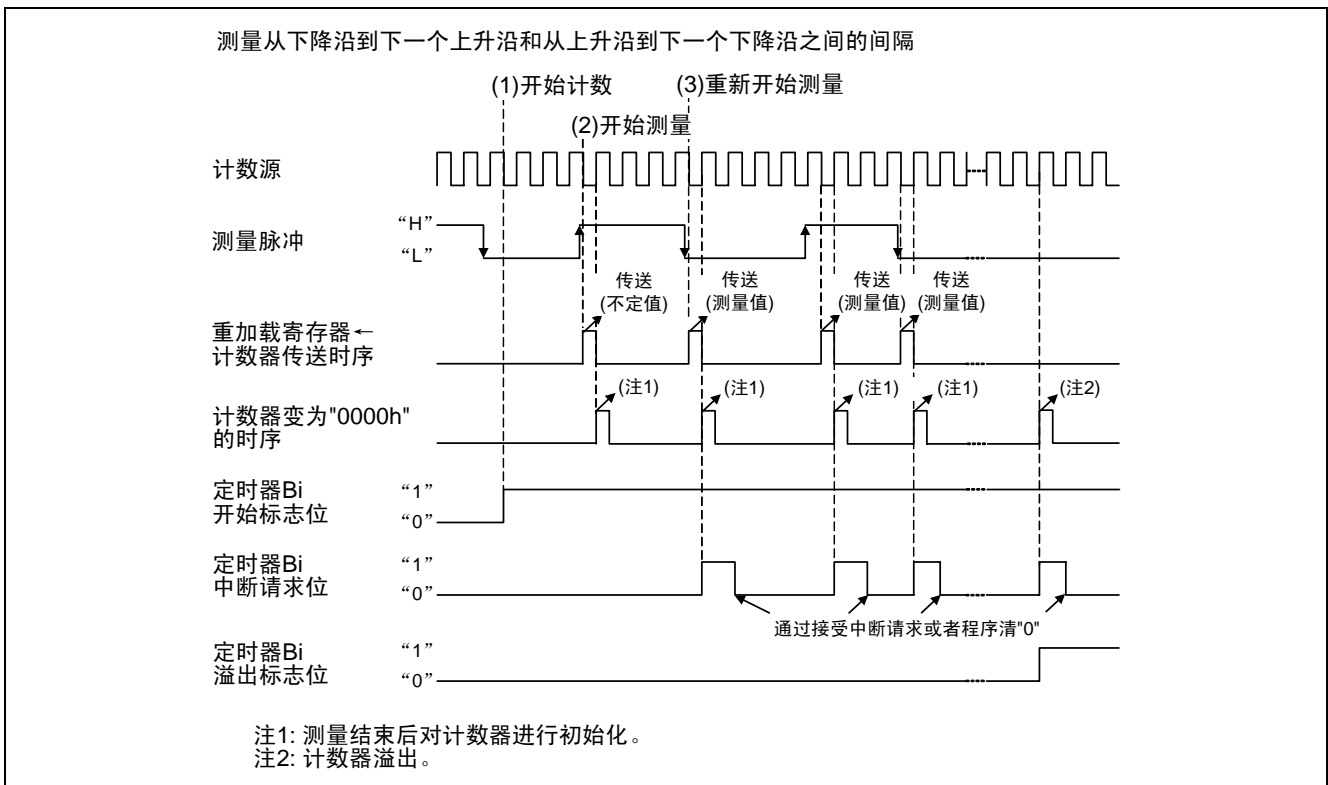 测量从下降沿到下一个上升沿和从上升沿到下一个下降沿之间的间隔
(1)开始计数
(3)重新开始测量
(2)开始测量
计数源
测量脉冲
“H”
“L”
传送
(不定值)
传送
(测量值)
传送
(测量值)
传送
(测量值)
重加载寄存器←
计数器传送时序
(注1)
(注1)
(注1)
(注1)
(注2)
计数器变为"0000h"
的时序
定时器Bi
开始标志位
“1”
“0”
定时器Bi
中断请求位
“1”
“0”
通过接受中断请求或者程序清"0"
定时器Bi
溢出标志位
“1”
“0”
注1: 测量结束后对计数器进行初始化。
注2: 计数器溢出。